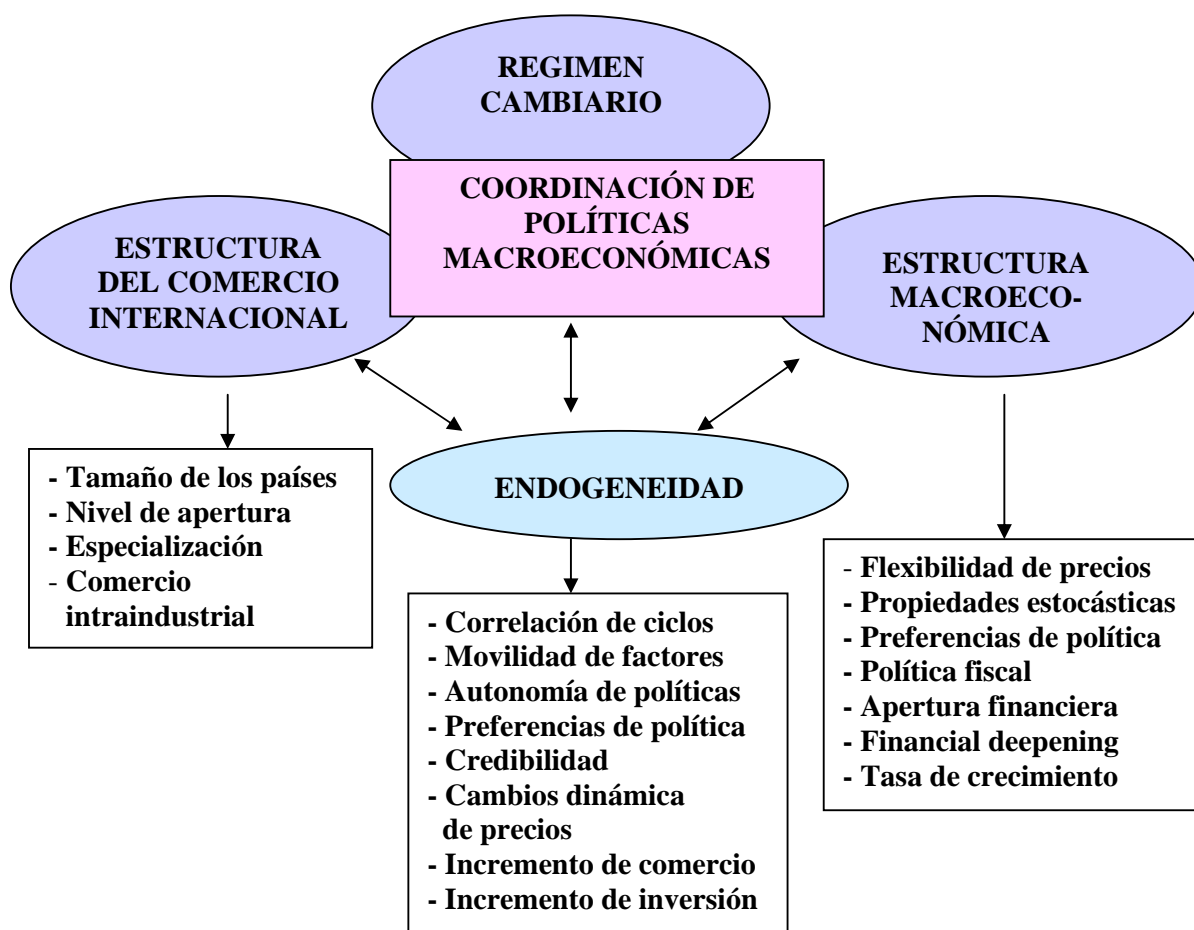 REGIMEN
CAMBIARIO
COORDINACIÓN DE
POLÍTICAS
MACROECONÓMICAS
ESTRUCTURA
DEL COMERCIO
INTERNACIONAL
ESTRUCTURA
MACROECO-
NÓMICA
ENDOGENEIDAD
- Tamaño de los países
- Nivel de apertura
- Especialización
- Comercio
intraindustrial
- Correlación de ciclos
- Movilidad de factores
- Autonomía de políticas
- Preferencias de política
- Credibilidad
- Cambios dinámica
de precios
- Incremento de comercio
- Incremento de inversión
- Flexibilidad de precios
- Propiedades estocásticas
- Preferencias de política
- Política fiscal
- Apertura financiera
- Financial deepening
- Tasa de crecimiento